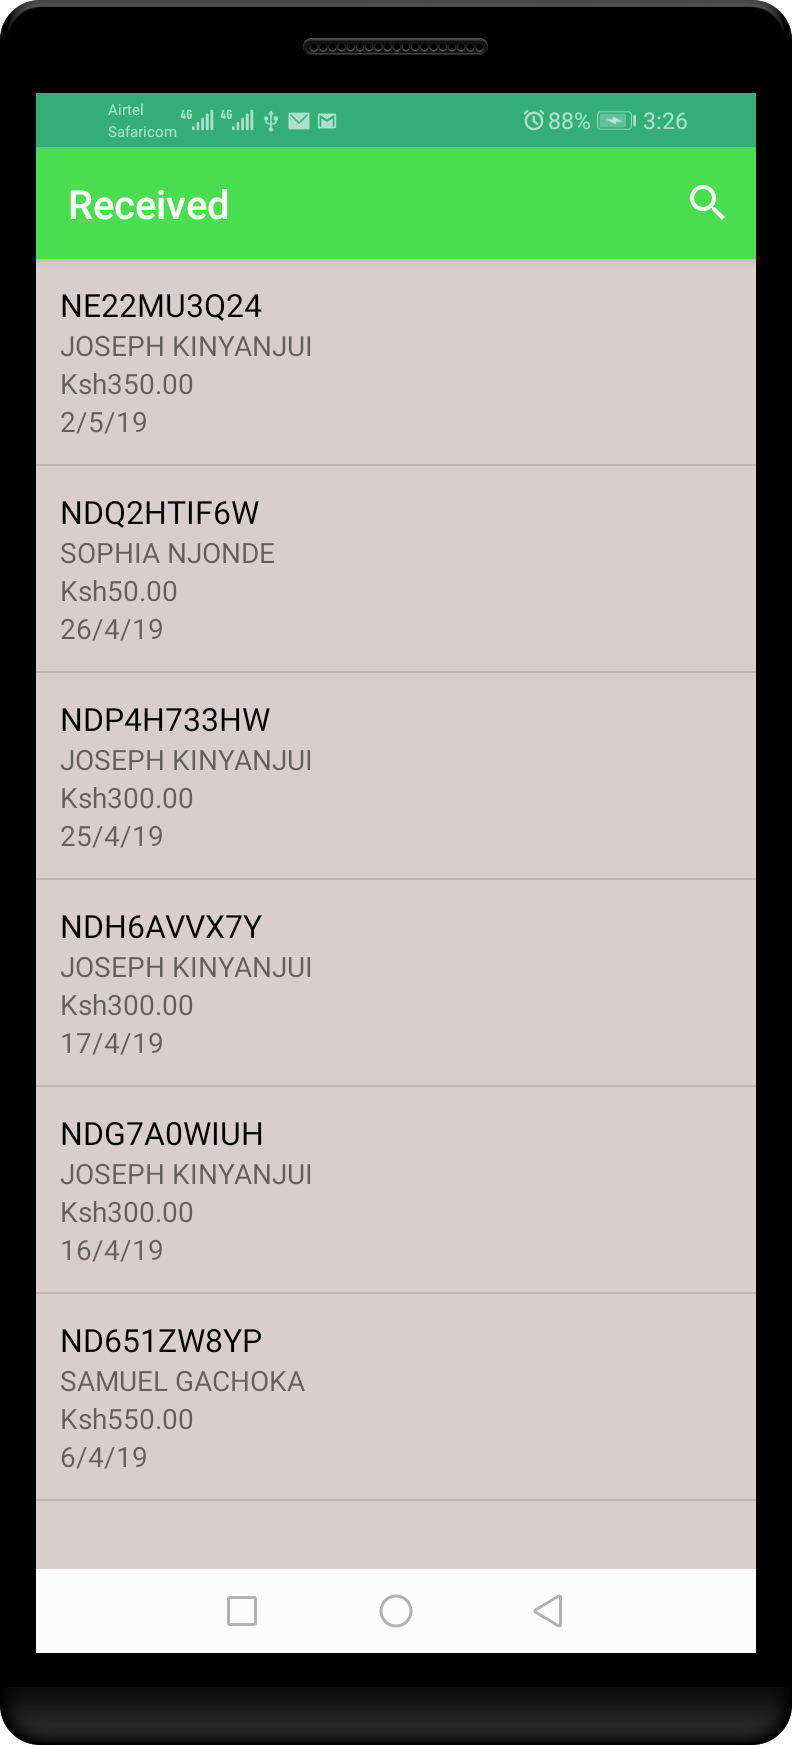 Airtel
Safaricom 4G 4G 88% 3:26
Received
NE22MU3Q24
JOSEPH KINYANJUI
Ksh350.00
2/5/19
NDQ2HTIF6W
SOPHIA NJONDE
Ksh50.00
26/4/19
NDP4H733HW
JOSEPH KINYANJUI
Ksh300.00
25/4/19
NDH6AVVX7Y
JOSEPH KINYANJUI
Ksh300.00
17/4/19
NDG7A0WIUH
JOSEPH KINYANJUI
Ksh300.00
16/4/19
ND651ZW8YP
SAMUEL GACHOKA
Ksh550.00
6/4/19